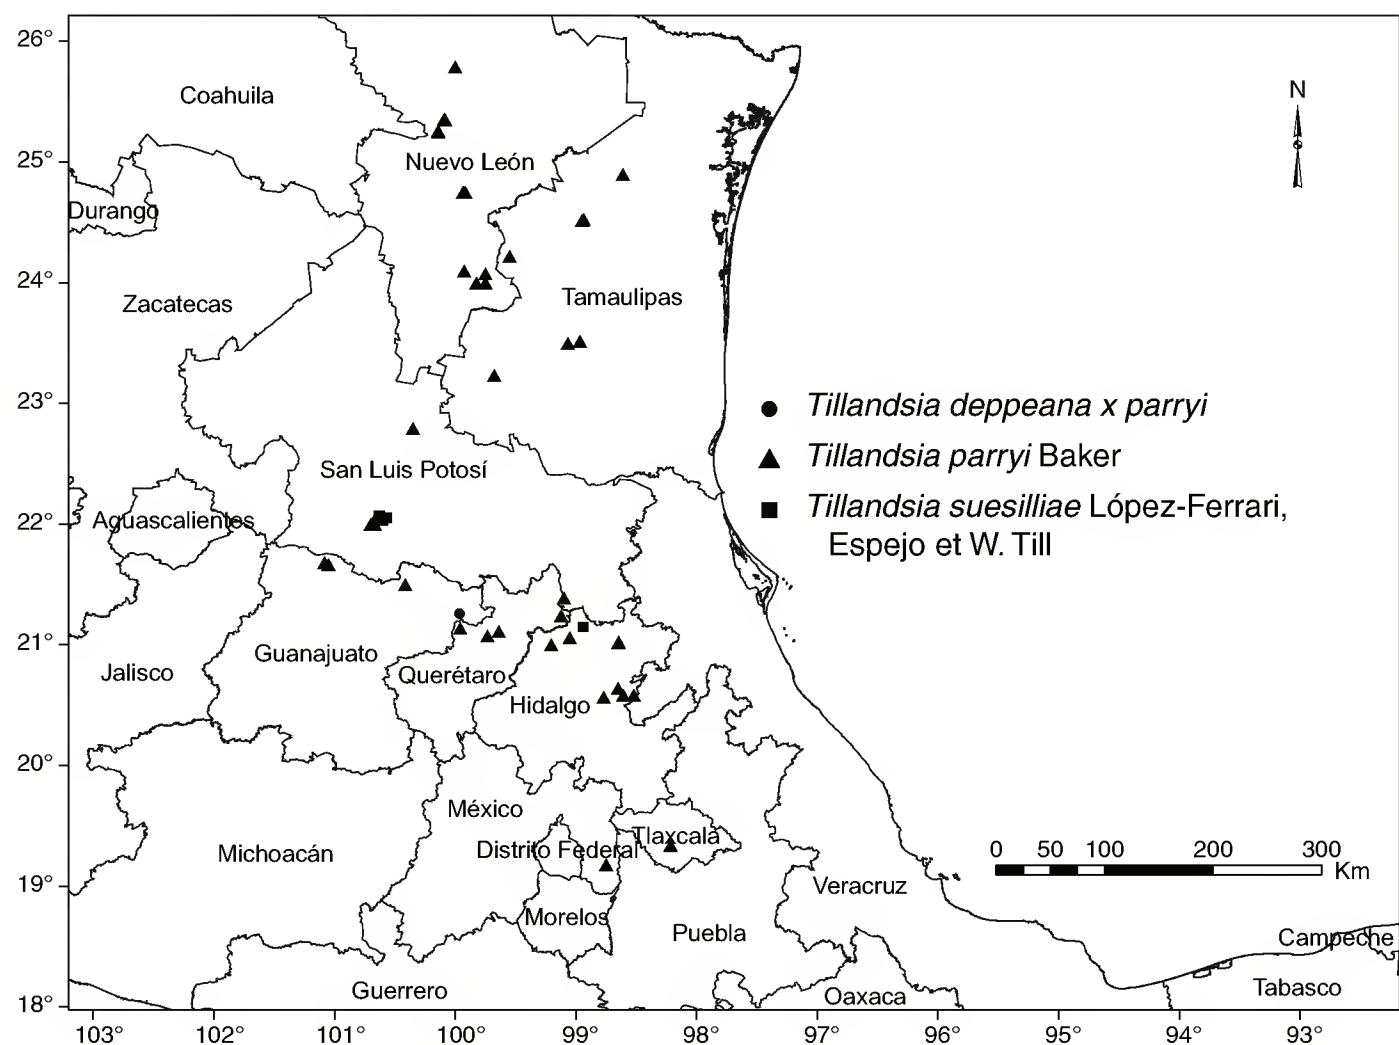 26°
25°
24°
23°
22°
21°
20°
19°
18°
103°
102°
101°
100°
99°
98°
97°
96°
95°
94°
93°
N
Coahuila
Nuevo León
Durango
Zacatecas
Tamaulipas
San Luis Potosí
Aguascalientes
Jalisco
Guanajuato
Querétaro
Hidalgo
México
Distrito Federal
Tlaxcala
Michoacán
Morelos
Puebla
Veracruz
Guerrero
Oaxaca
Campeche
Tabasco
Tillandsia deppeana x parryi
Tillandsia parryi Baker
Tillandsia suesilliae López-Ferrari,
Espejo et W. Till
0 50 100 200 300
Km